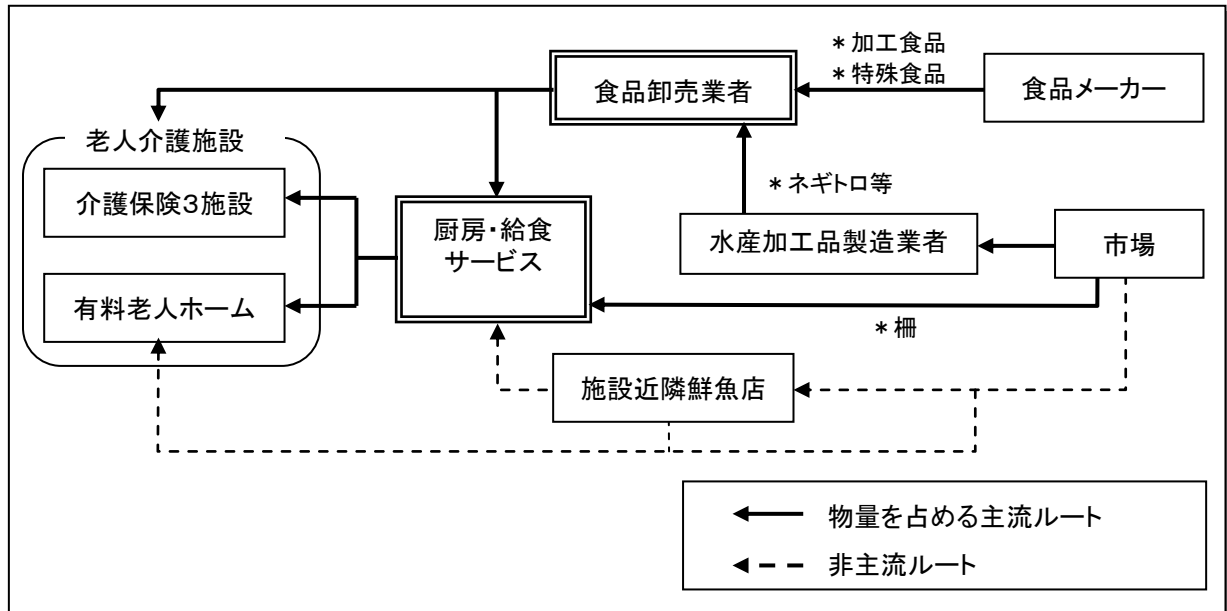 *加工食品
*特殊食品
食品卸売業者
食品メーカー
老人介護施設
介護保険3施設
*ネギトロ等
厨房・給食
サービス
水産加工品製造業者
市場
有料老人ホーム
*柵
施設近隣鮮魚店
物量を占める主流ルート
非主流ルート